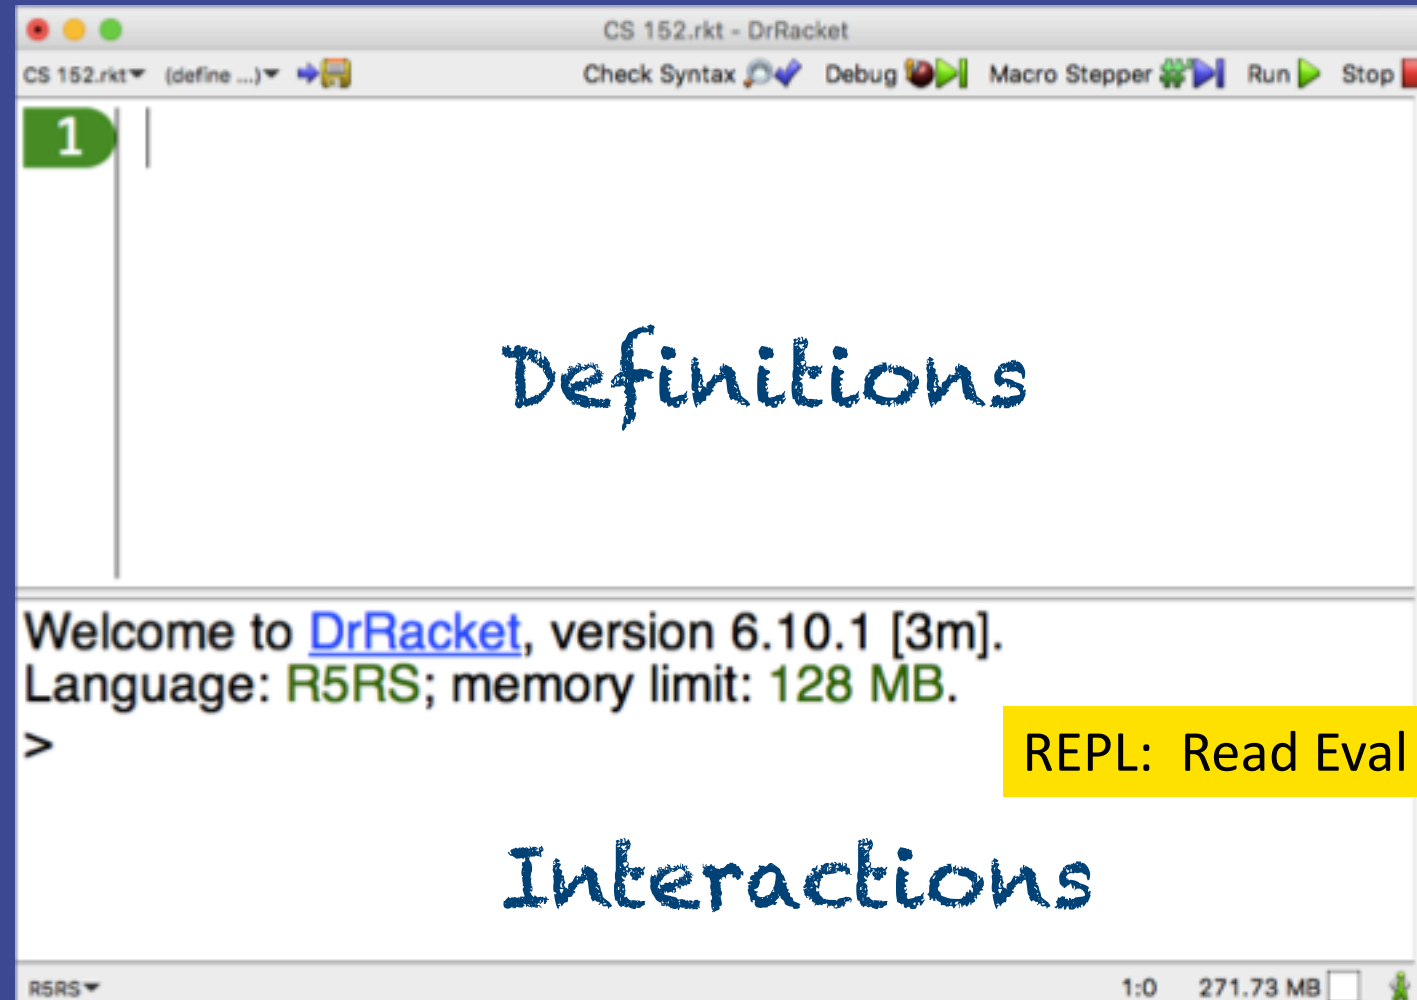 CS 152.rkt - DrRacket
CS 152.rkt (define ...) Check Syntax Debug Macro Stepper Run Stop
1
Definitions
Welcome to DrRacket, version 6.10.1 [3m].
Language: R5RS; memory limit: 128 MB.
>
REPL: Read Eval
Interactions
R5RS 1:0 271.73 MB